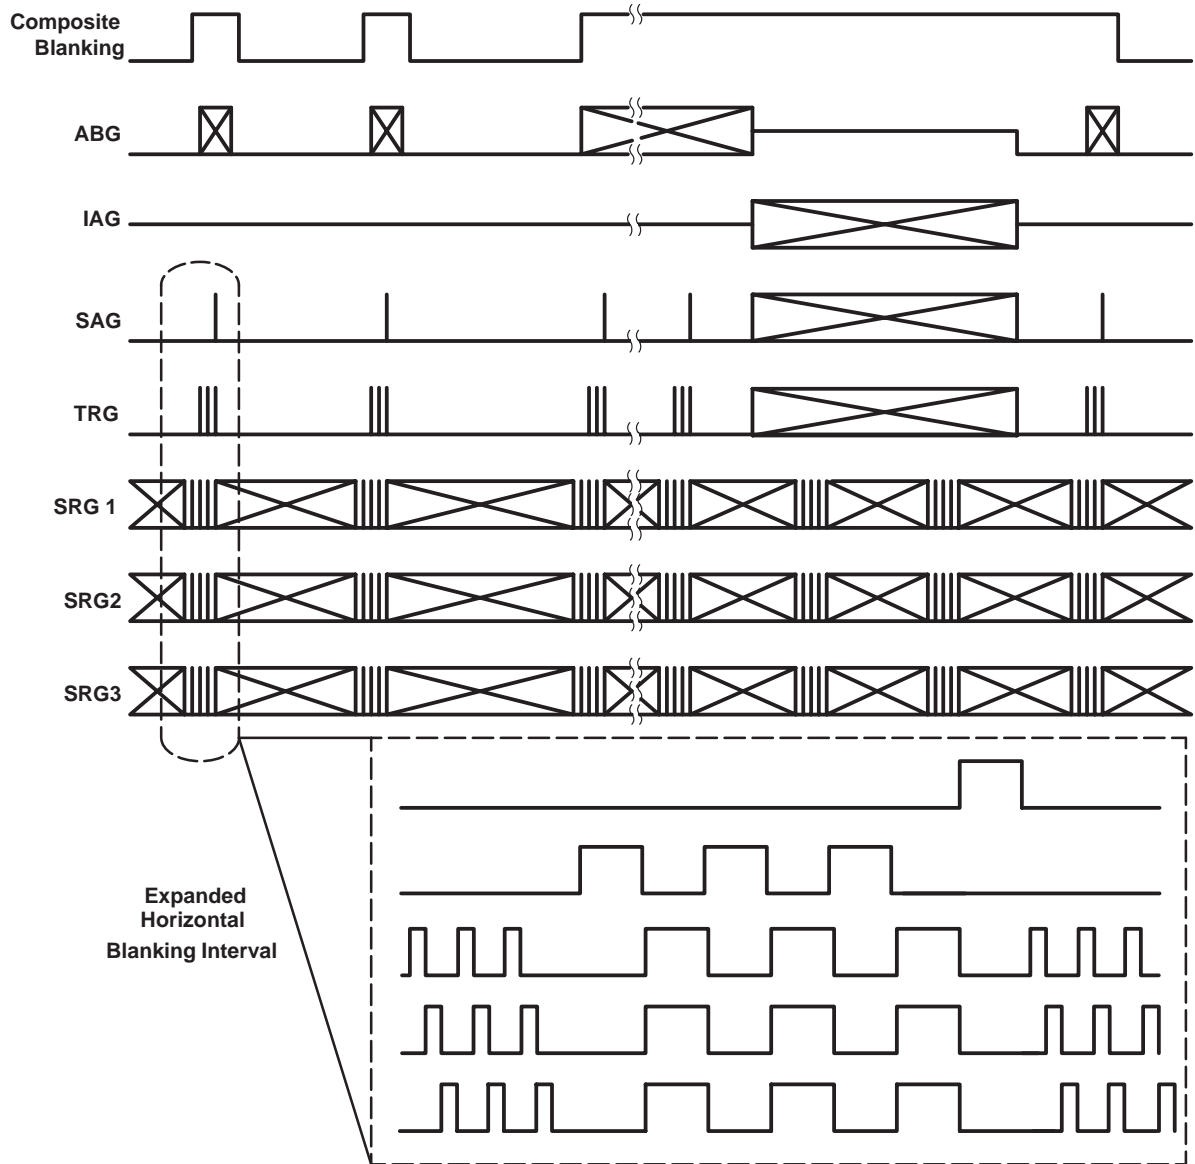 Composite
Blanking
ABG
IAG
SAG
TRG
SRG 1
SRG2
SRG3
Expanded
Horizontal
Blanking Interval